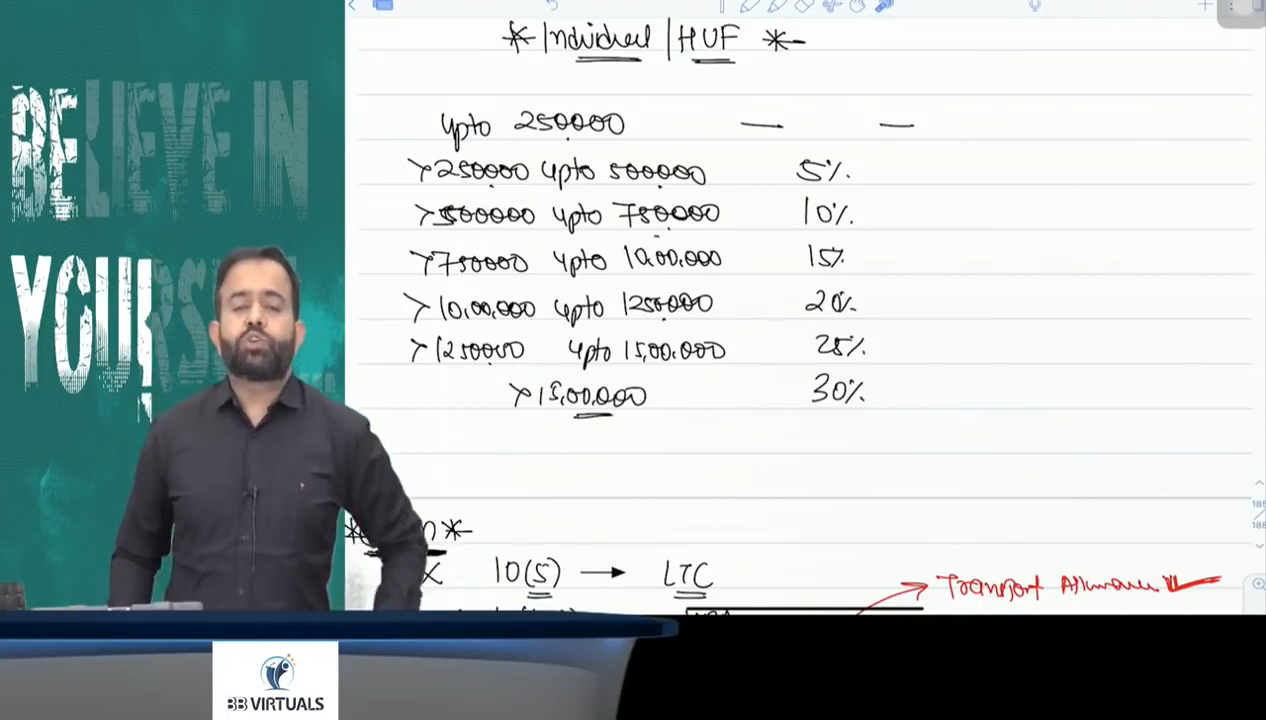 BELIEVE IN
YOURS
* Individual | HUF *
upto 250000 — —
>250000 upto 500000 5%.
>500000 upto 750000 10%.
>750000 upto 10,00,000 15%
>10,00,000 upto 1250,000 20%.
>1250000 upto 15,00,000 25%
>15,00,000 30%.
X 10(5) → LTC
Transport Allowance
BB VIRTUALS